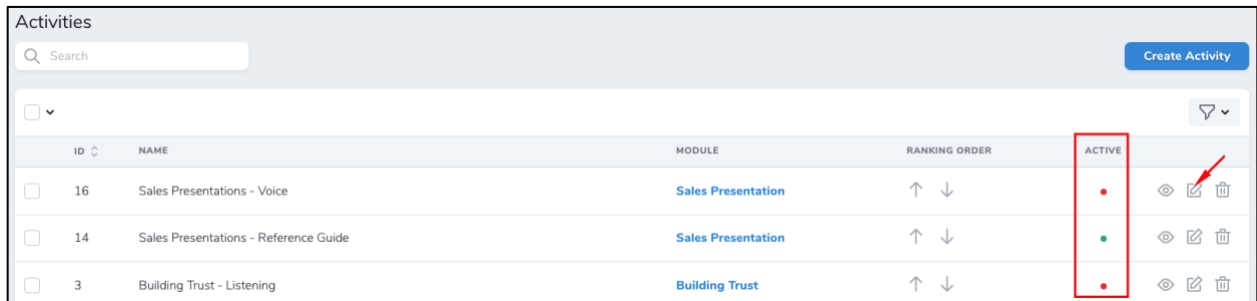 Activities
Search
Create Activity
ID NAME MODULE RANKING ORDER ACTIVE
16 Sales Presentations - Voice Sales Presentation
14 Sales Presentations - Reference Guide Sales Presentation
3 Building Trust - Listening Building Trust